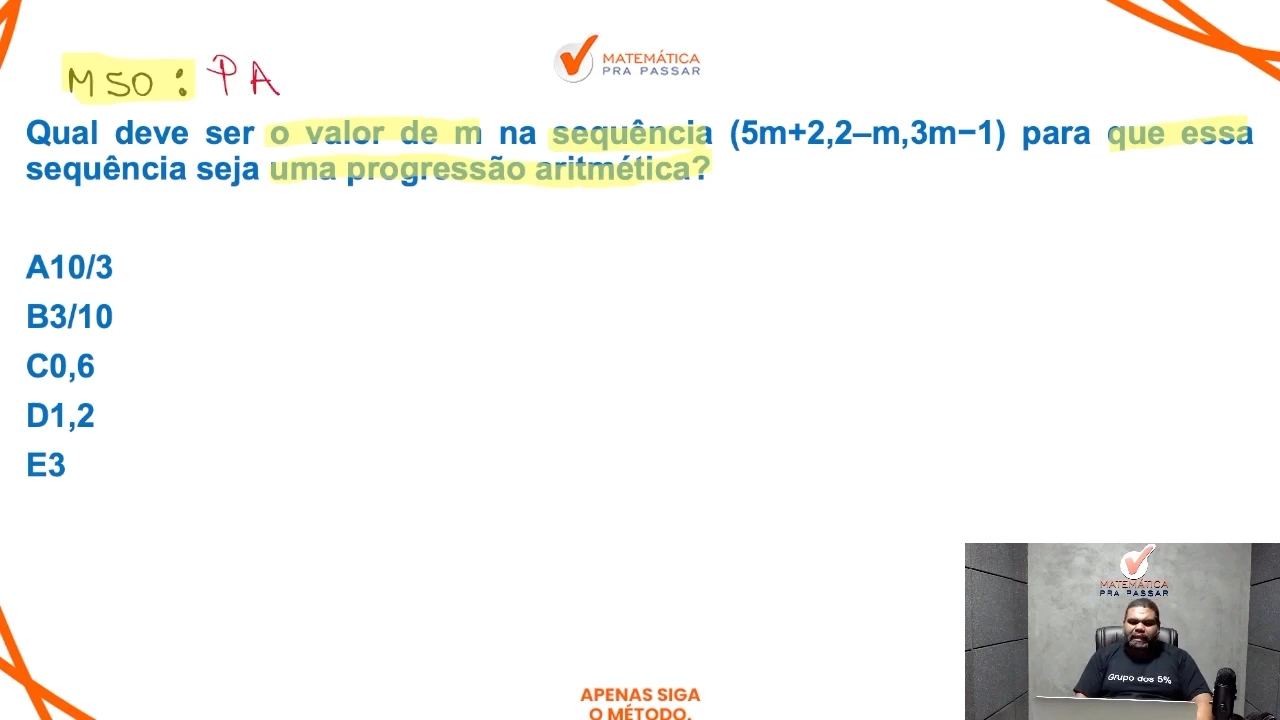 MATEMÁTICA
PRA PASSAR
M50: PA
Qual deve ser o valor de m na sequência (5m+2,2–m,3m−1) para que essa
sequência seja uma progressão aritmética?
A10/3
B3/10
C0,6
D1,2
E3
MATEMÁTICA
PRA PASSAR
Grupo dos 5%
APENAS SIGA
O MÉTODO.